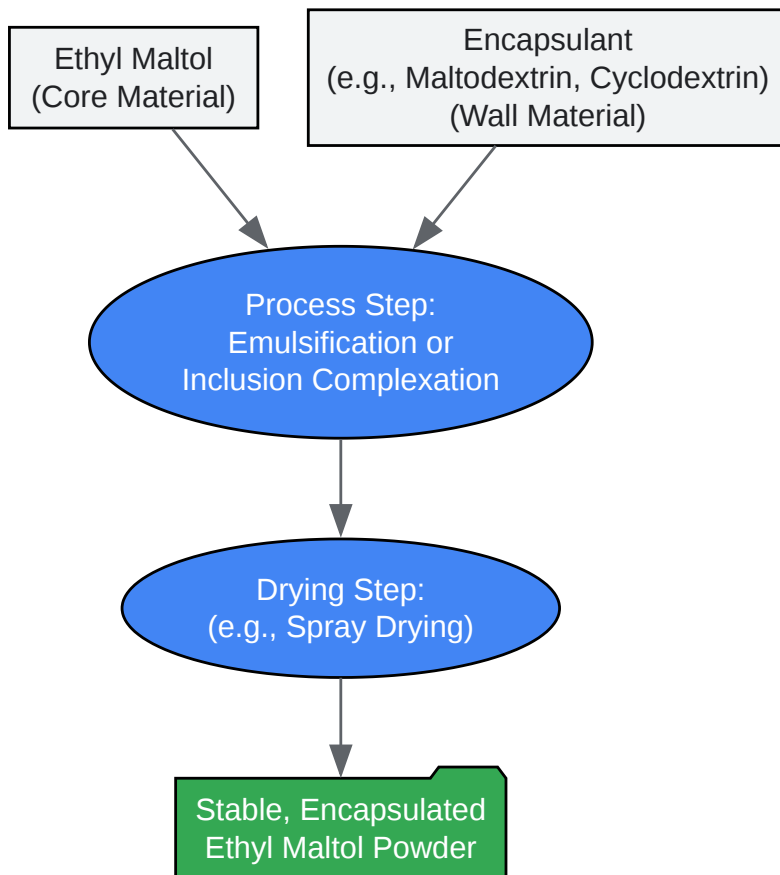 Ethyl Maltol
(Core Material)
Encapsulant
(e.g., Maltodextrin, Cyclodextrin)
(Wall Material)
Process Step:
Emulsification or
Inclusion Complexation
Drying Step:
(e.g., Spray Drying)
Stable, Encapsulated
Ethyl Maltol Powder